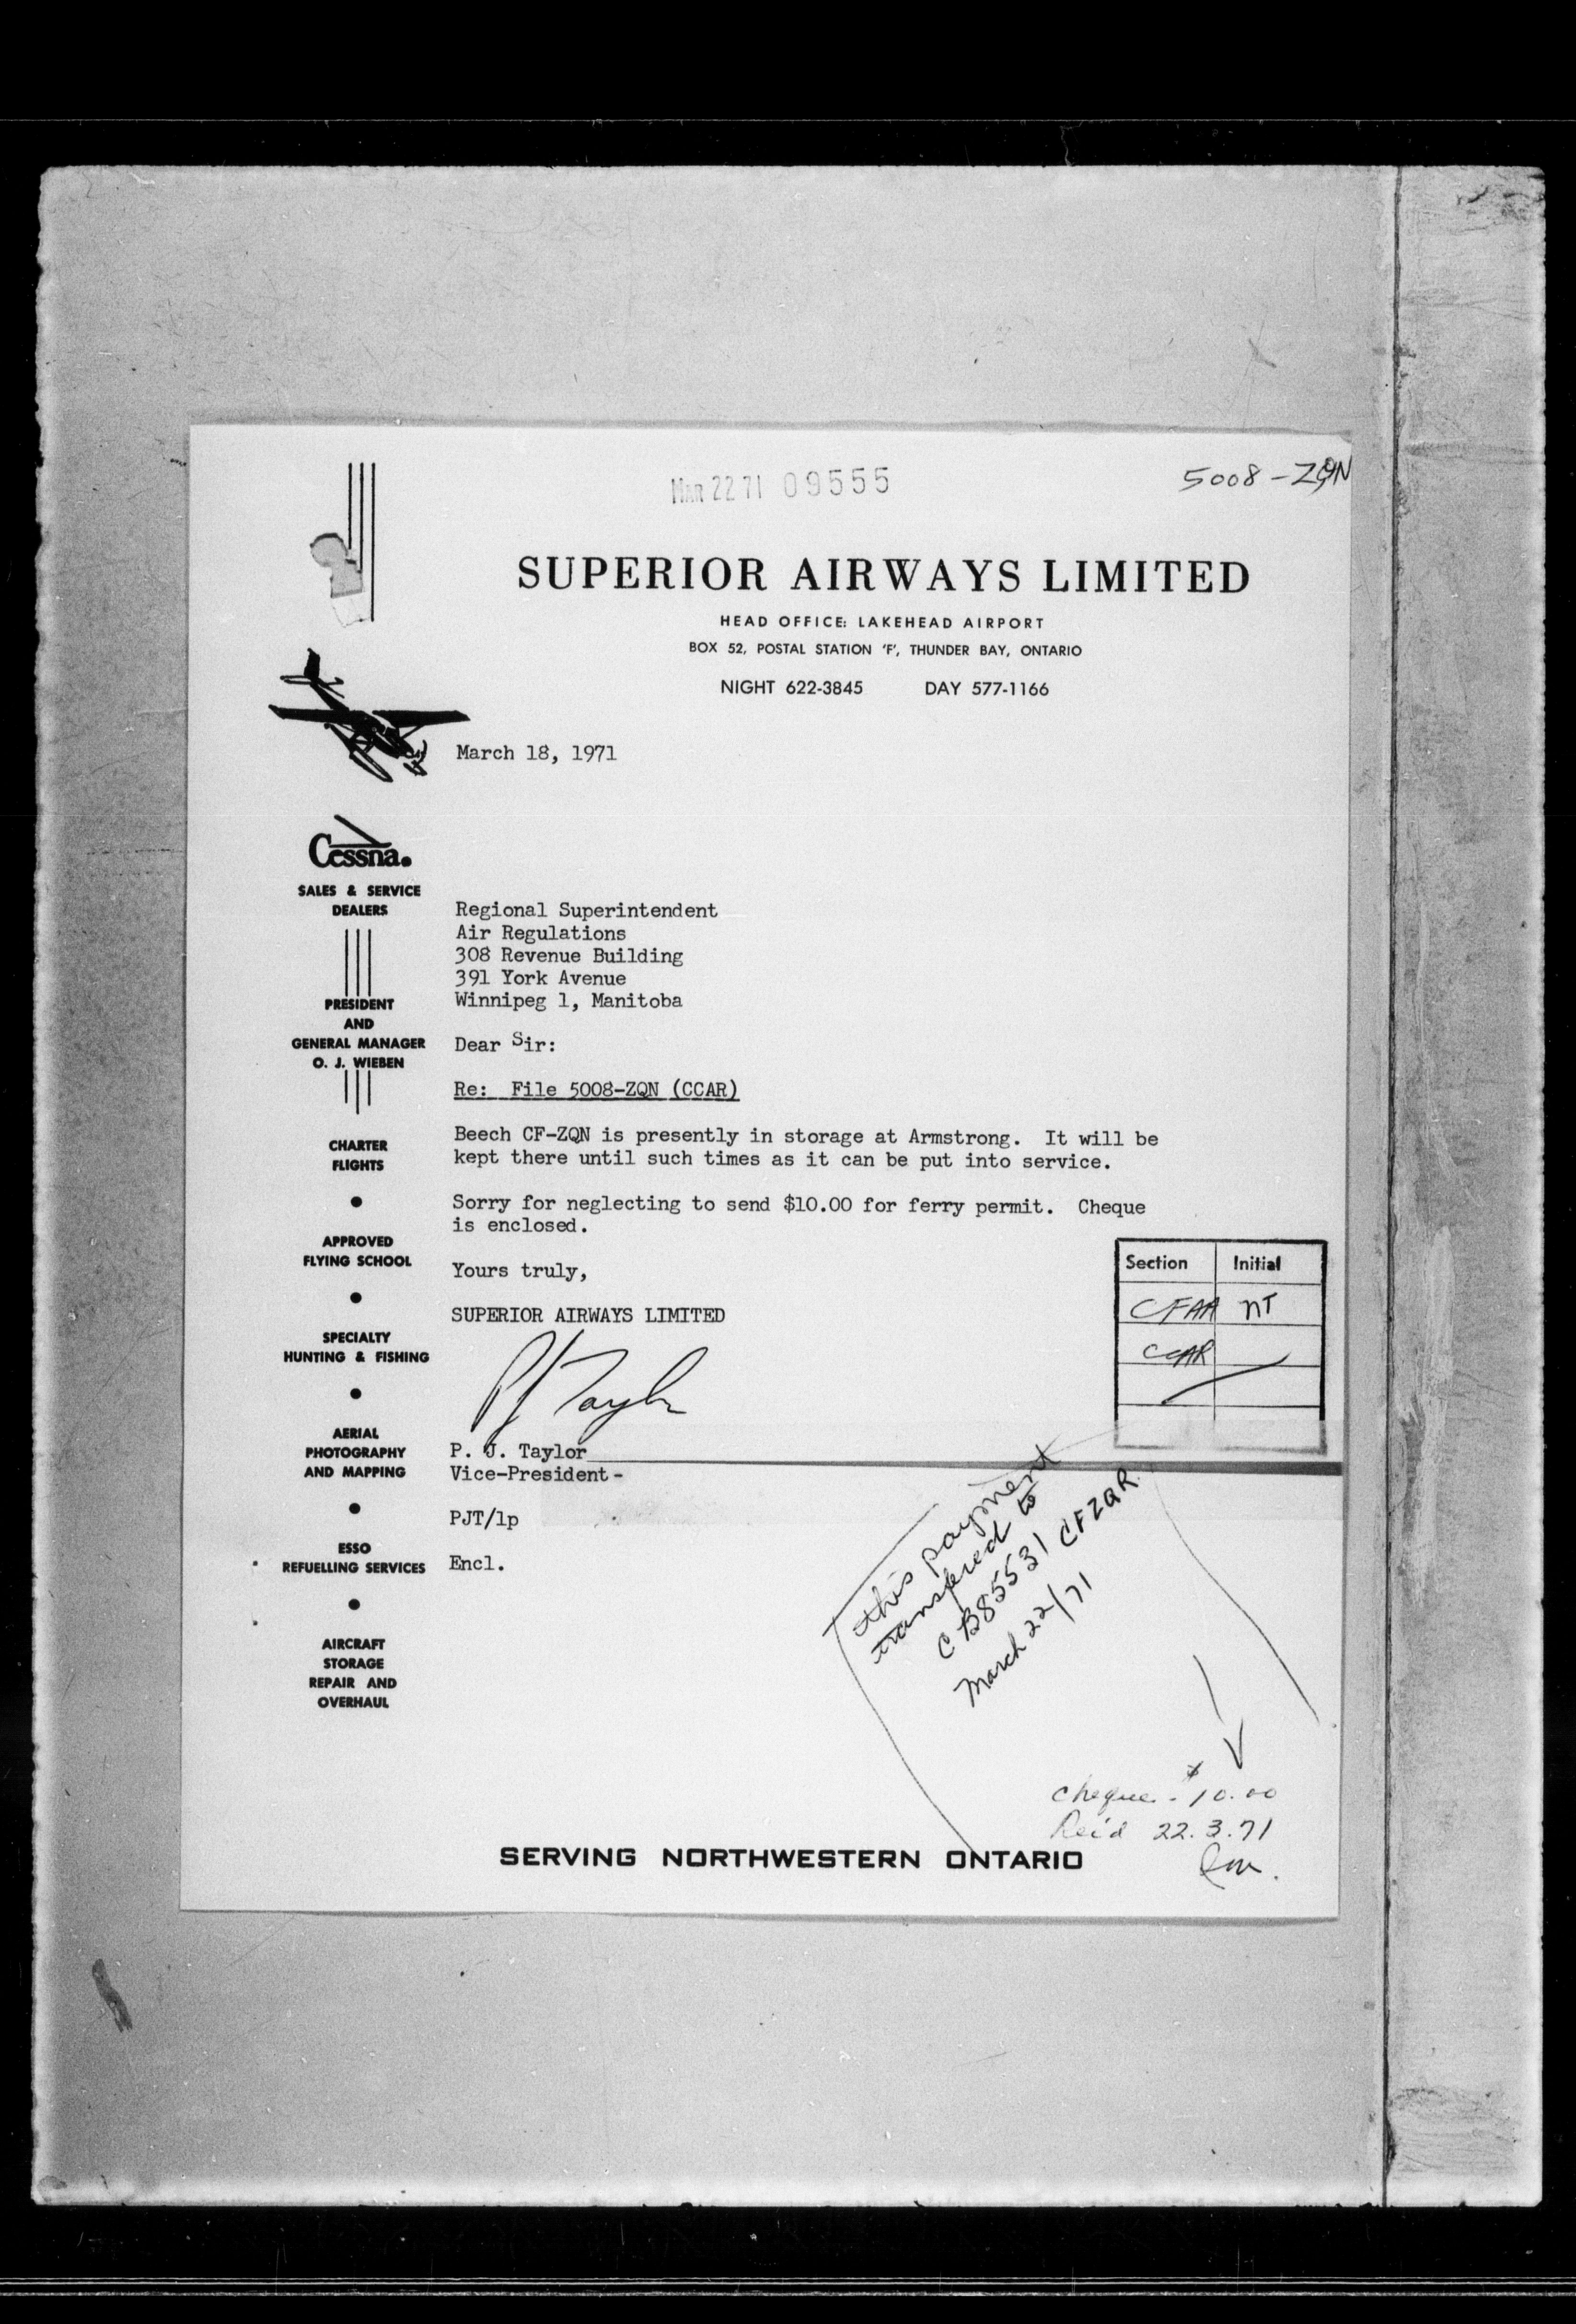 MAR 22 71 09555
5008-ZQN
SUPERIOR AIRWAYS LIMITED
HEAD OFFICE: LAKEHEAD AIRPORT
BOX 52, POSTAL STATION 'F', THUNDER BAY, ONTARIO
NIGHT 622-3845 DAY 577-1166
March 18, 1971
Cessna.
SALES & SERVICE
DEALERS
PRESIDENT
AND
GENERAL MANAGER
O. J. WIEBEN
CHARTER
FLIGHTS
APPROVED
FLYING SCHOOL
SPECIALTY
HUNTING & FISHING
AERIAL
PHOTOGRAPHY
AND MAPPING
ESSO
REFUELLING SERVICES
AIRCRAFT
STORAGE
REPAIR AND
OVERHAUL
Regional Superintendent
Air Regulations
308 Revenue Building
391 York Avenue
Winnipeg 1, Manitoba
Dear Sir:
Re: File 5008-ZQN (CCAR)
Beech CF-ZQN is presently in storage at Armstrong. It will be
kept there until such times as it can be put into service.
Sorry for neglecting to send $10.00 for ferry permit. Cheque
is enclosed.
Yours truly,
SUPERIOR AIRWAYS LIMITED
PJ Taylor
P. J. Taylor
Vice-President -
PJT/lp
Encl.
Section Initial
CFAA NT
CCAR
this payment
transfered to
CB85531 CFZQR
March 22/71
cheque - $10.00
Rec'd 22.3.71
SERVING NORTHWESTERN ONTARIO